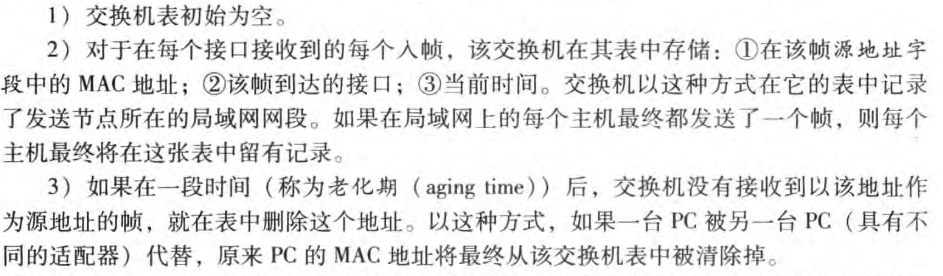 1）交换机表初始为空。
2）对于在每个接口接收到的每个入帧，该交换机在其表中存储：①在该帧源地址字
段中的 MAC 地址；②该帧到达的接口；③当前时间。交换机以这种方式在它的表中记录
了发送节点所在的局域网网段。如果在局域网上的每个主机最终都发送了一个帧，则每个
主机最终将在这张表中留有记录。
3）如果在一段时间（称为老化期（aging time））后，交换机没有接收到以该地址作
为源地址的帧，就在表中删除这个地址。以这种方式，如果一台 PC 被另一台 PC（具有不
同的适配器）代替，原来 PC 的 MAC 地址将最终从该交换机表中被清除掉。